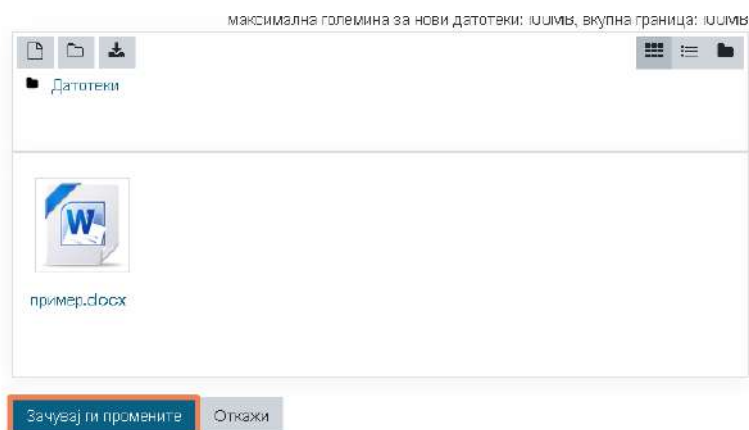 максимална големина за нови датотеки: 100MB, вкупна граница: 100MB
Датотеки
W
пример.docx
Зачувај ги промените
Откажи